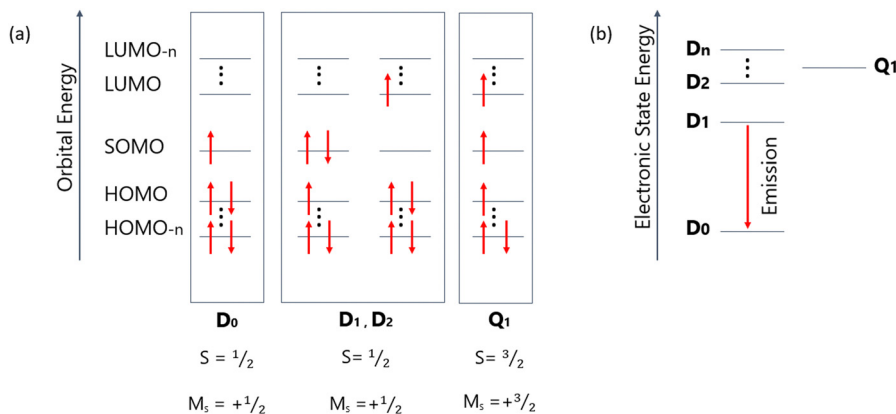 (a)
Orbital Energy
LUMO-n
LUMO
SOMO
HOMO
HOMO-n
D0
D1, D2
Q1
S = 1/2
S = 1/2
S= 3/2
Ms = +1/2
Ms = +1/2
Ms =+3/2
(b)
Electronic State Energy
Dn
D2
Q1
D1
Emission
D0